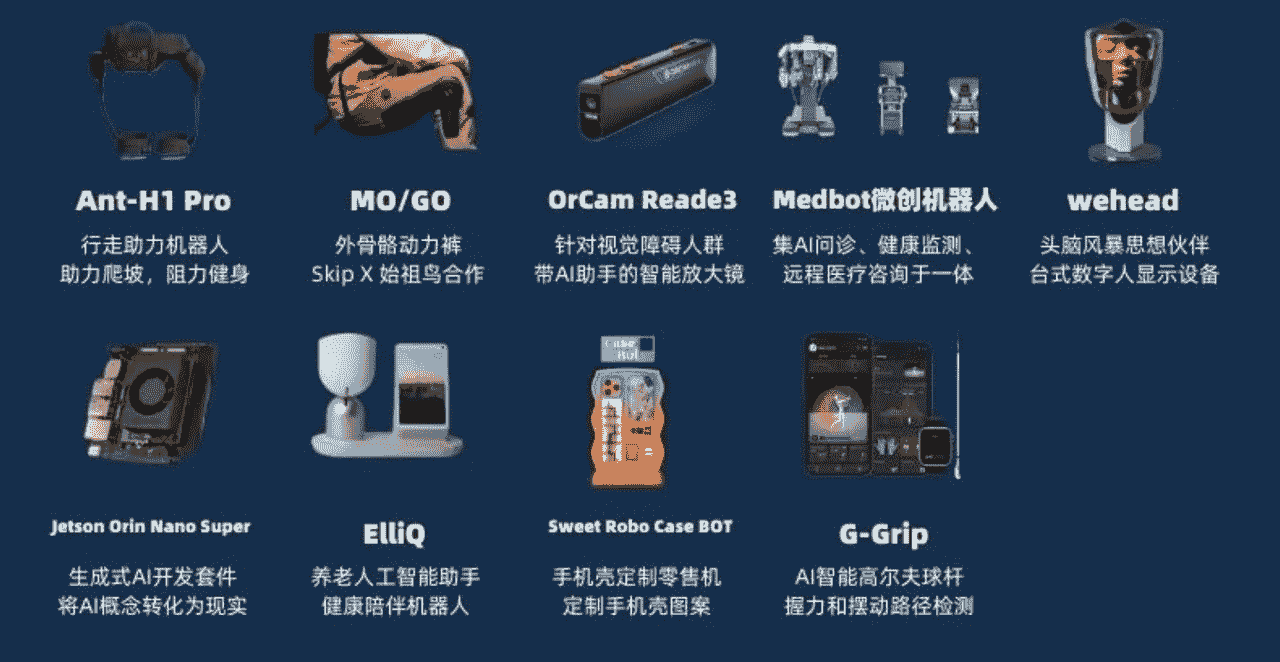 Ant-H1 Pro
行走助力机器人
助力爬坡，阻力健身
MO/GO
外骨骼动力裤
Skip X 始祖鸟合作
OrCam Reade3
针对视觉障碍人群
带AI助手的智能放大镜
Medbot微创机器人
集AI问诊、健康监测、
远程医疗咨询于一体
wehead
头脑风暴思想伙伴
台式数字人显示设备
Jetson Orin Nano Super
生成式AI开发套件
将AI概念转化为现实
ElliQ
养老人工智能助手
健康陪伴机器人
Sweet Robo Case BOT
手机壳定制零售机
定制手机壳图案
G-Grip
AI智能高尔夫球杆
握力和摆动路径检测